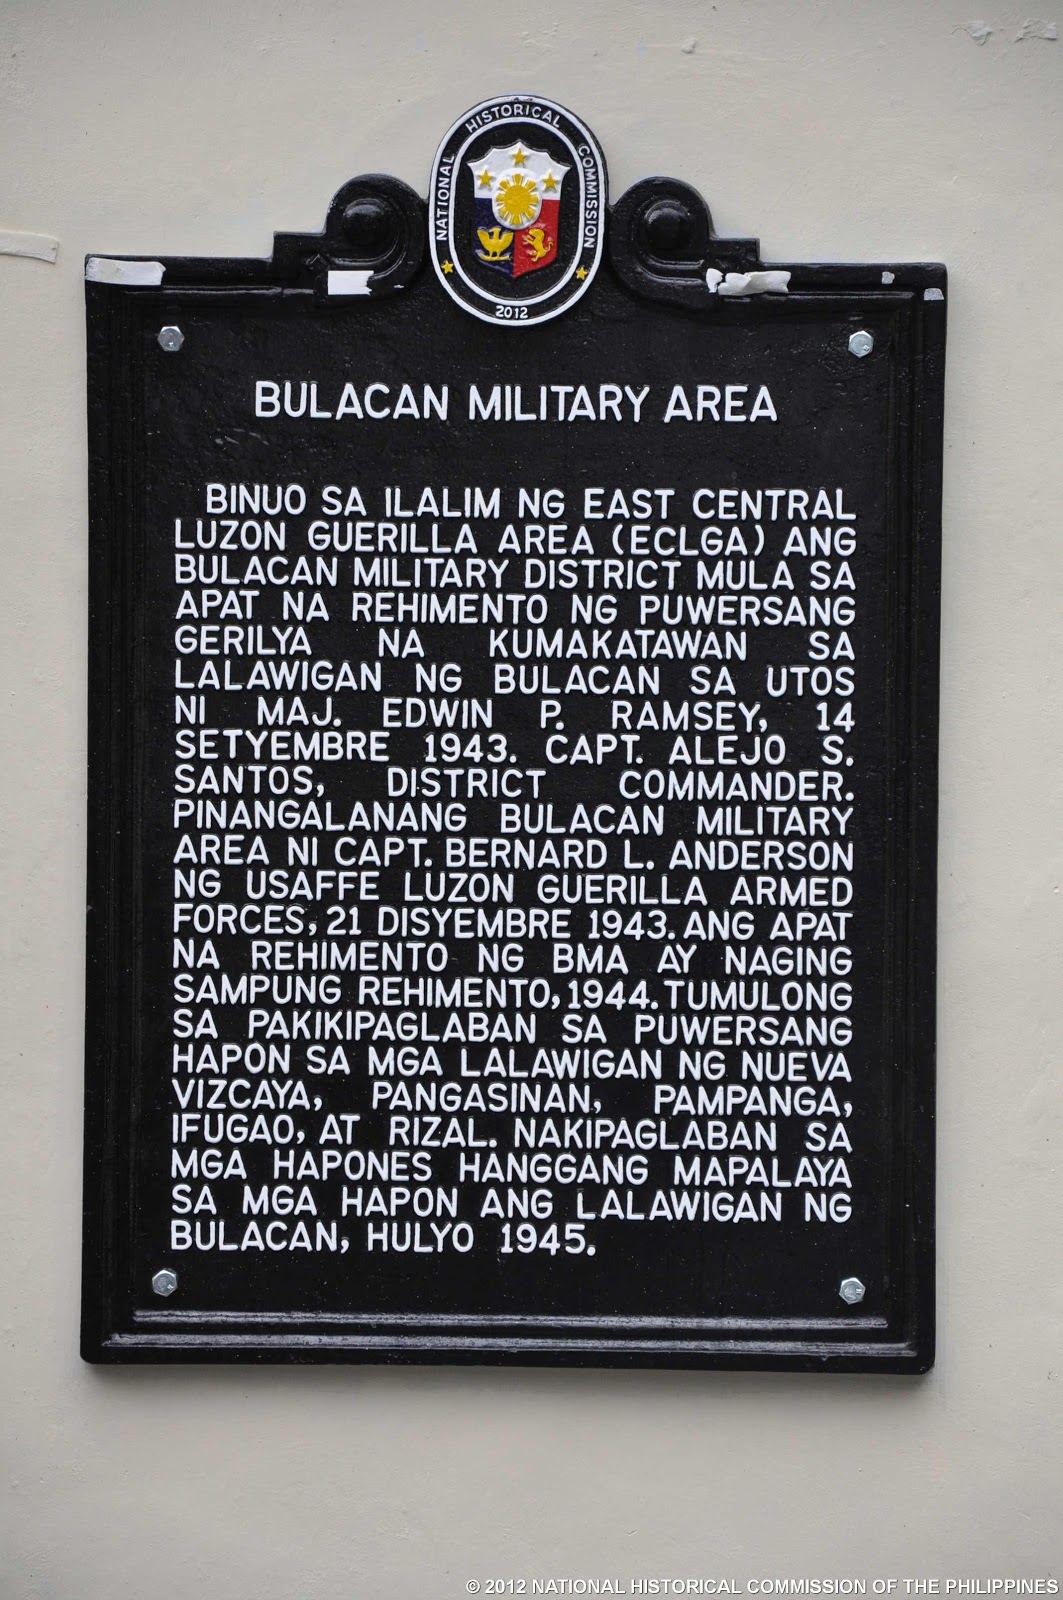 NATIONAL HISTORICAL COMMISSION
2012
BULACAN MILITARY AREA
BINUO SA ILALIM NG EAST CENTRAL
LUZON GUERILLA AREA (ECLGA) ANG
BULACAN MILITARY DISTRICT MULA SA
APAT NA REHIMENTO NG PUWERSANG
GERILYA NA KUMAKATAWAN SA
LALAWIGAN NG BULACAN SA UTOS
NI MAJ. EDWIN P. RAMSEY, 14
SETYEMBRE 1943. CAPT. ALEJO S.
SANTOS, DISTRICT COMMANDER.
PINANGALANANG BULACAN MILITARY
AREA NI CAPT. BERNARD L. ANDERSON
NG USAFFE LUZON GUERILLA ARMED
FORCES, 21 DISYEMBRE 1943. ANG APAT
NA REHIMENTO NG BMA AY NAGING
SAMPUNG REHIMENTO, 1944. TUMULONG
SA PAKIKIPAGLABAN SA PUWERSANG
HAPON SA MGA LALAWIGAN NG NUEVA
VIZCAYA, PANGASINAN, PAMPANGA,
IFUGAO, AT RIZAL. NAKIPAGLABAN SA
MGA HAPONES HANGGANG MAPALAYA
SA MGA HAPON ANG LALAWIGAN NG
BULACAN, HULYO 1945.
© 2012 NATIONAL HISTORICAL COMMISSION OF THE PHILIPPINES